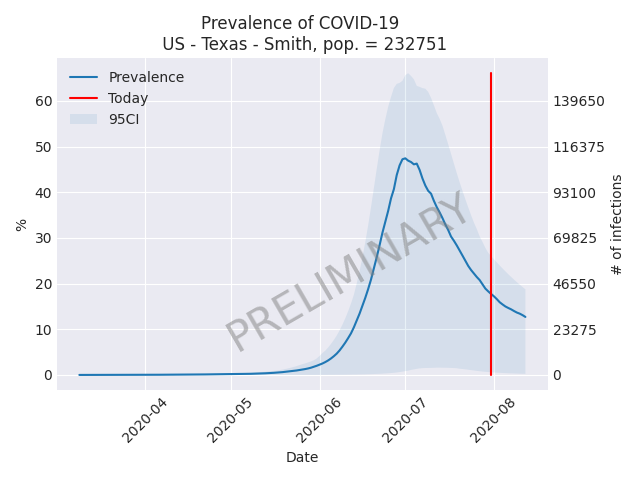 Prevalence of COVID-19
US - Texas - Smith, pop. = 232751
Prevalence
Today
95CI
60
50
40
30
20
10
0
%
139650
116375
93100
69825
46550
23275
0
# of infections
PRELIMINARY
2020-04
2020-05
2020-06
2020-07
2020-08
Date